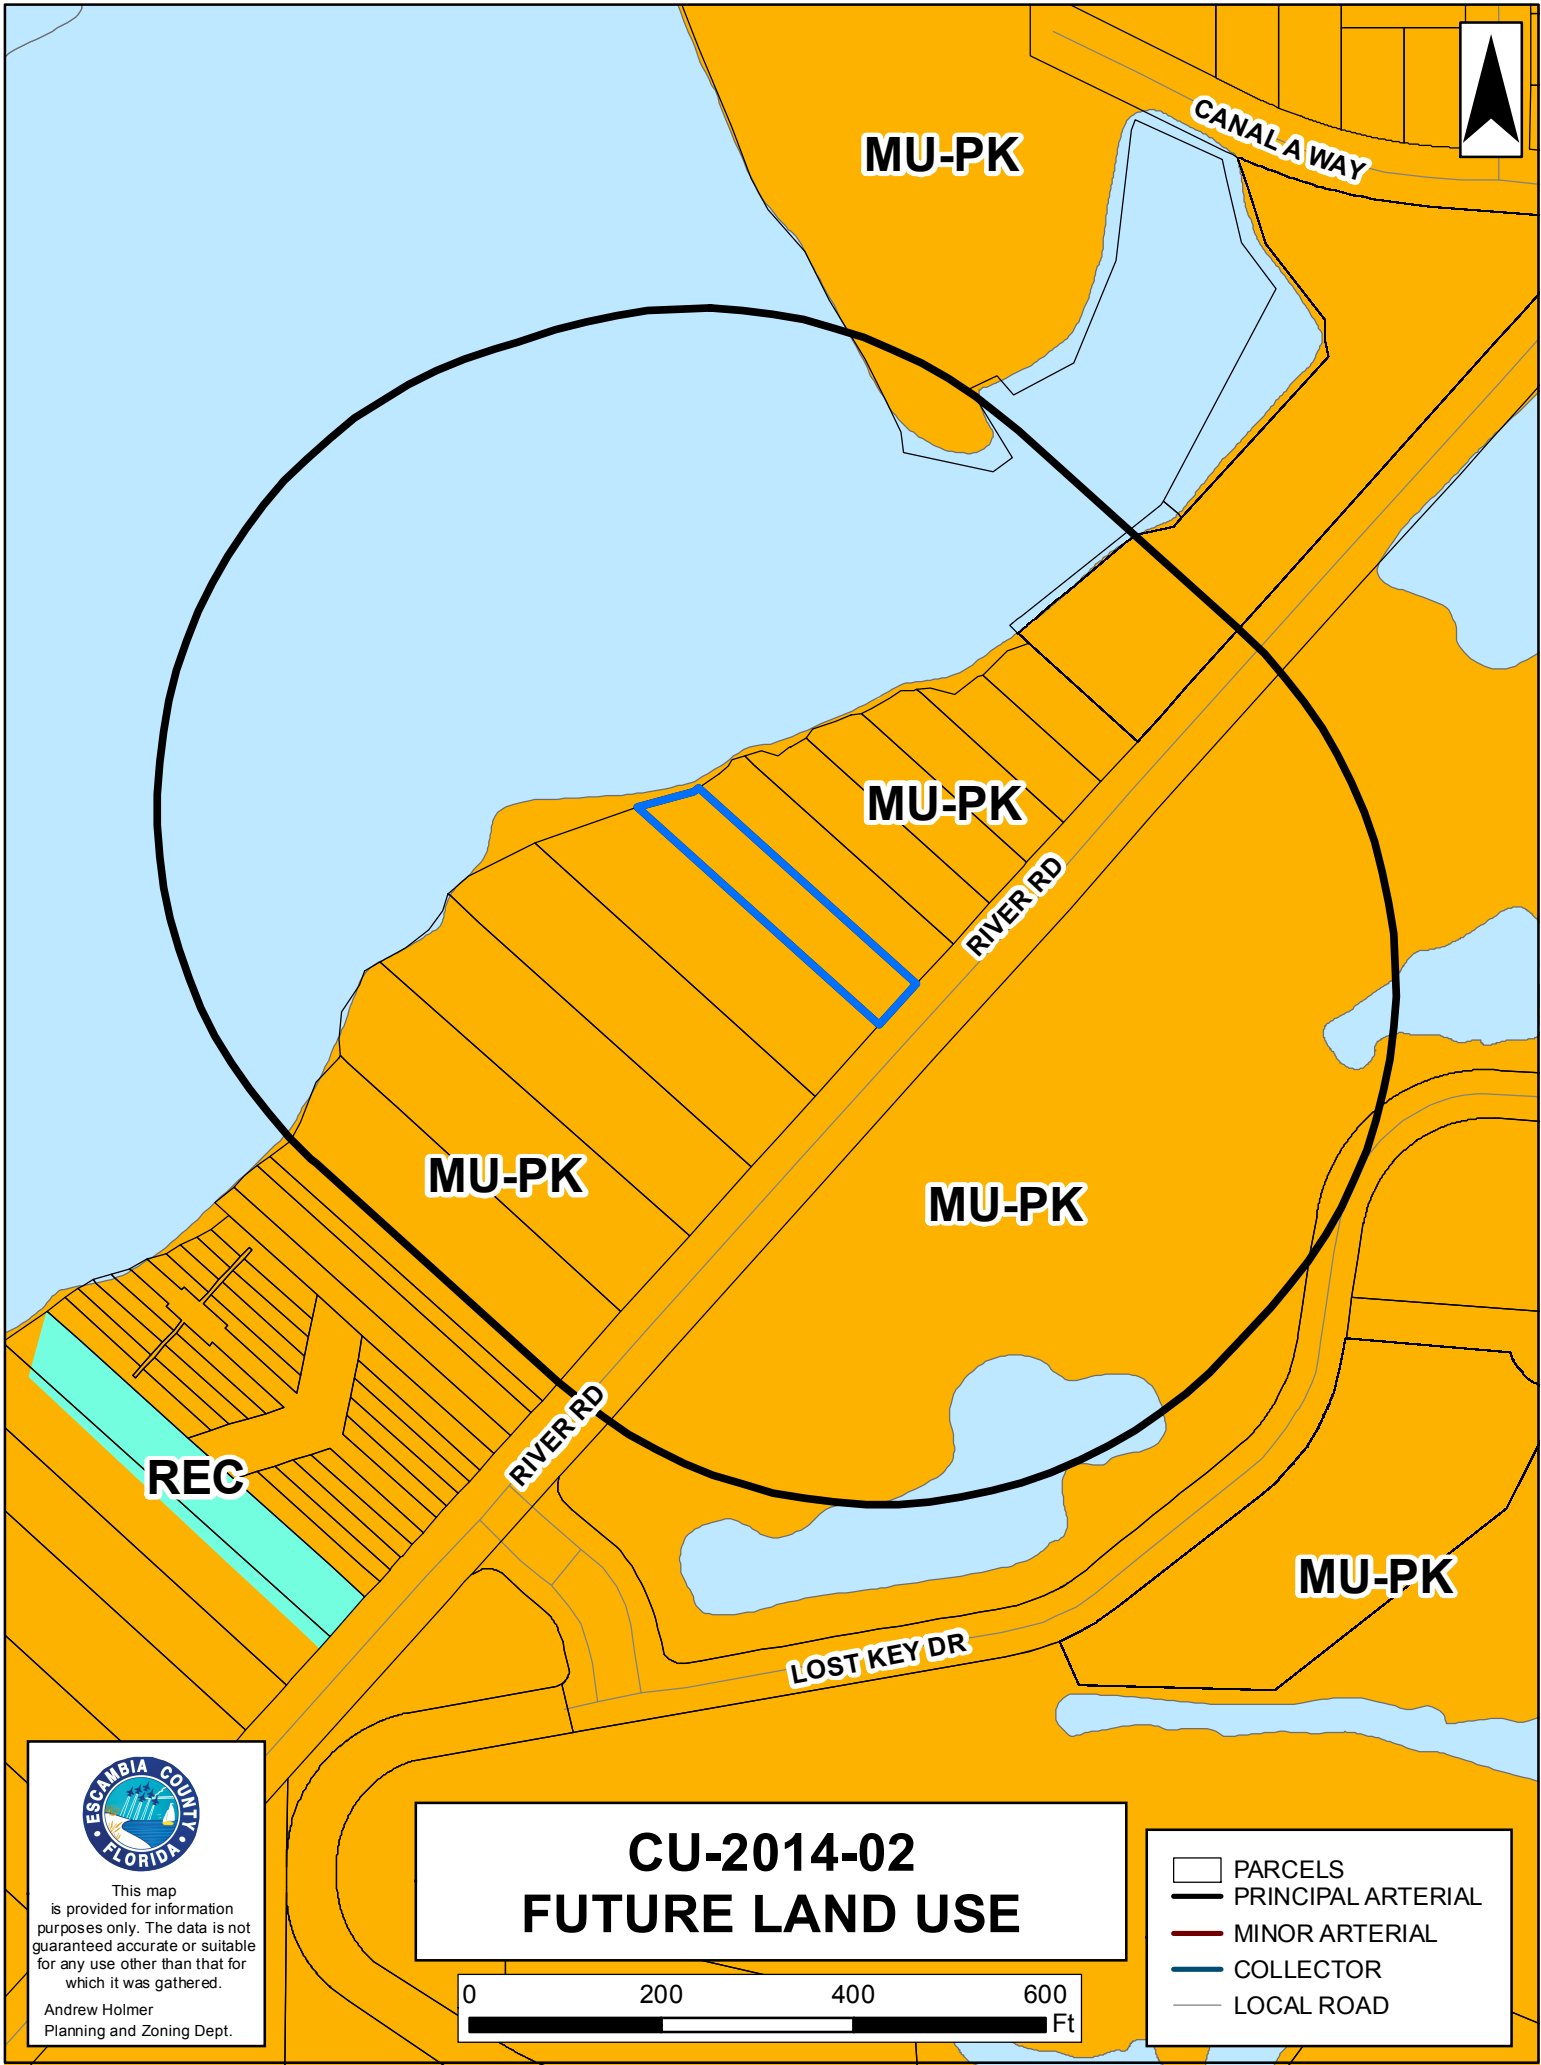 CANAL A WAY
MU-PK
MU-PK
RIVER RD
MU-PK
MU-PK
RIVER RD
REC
MU-PK
LOST KEY DR
ESCAMBIA COUNTY
FLORIDA
This map
is provided for information
purposes only. The data is not
guaranteed accurate or suitable
for any use other than that for
which it was gathered.
Andrew Holmer
Planning and Zoning Dept.
CU-2014-02
FUTURE LAND USE
0 200 400 600
Ft
PARCELS
PRINCIPAL ARTERIAL
MINOR ARTERIAL
COLLECTOR
LOCAL ROAD